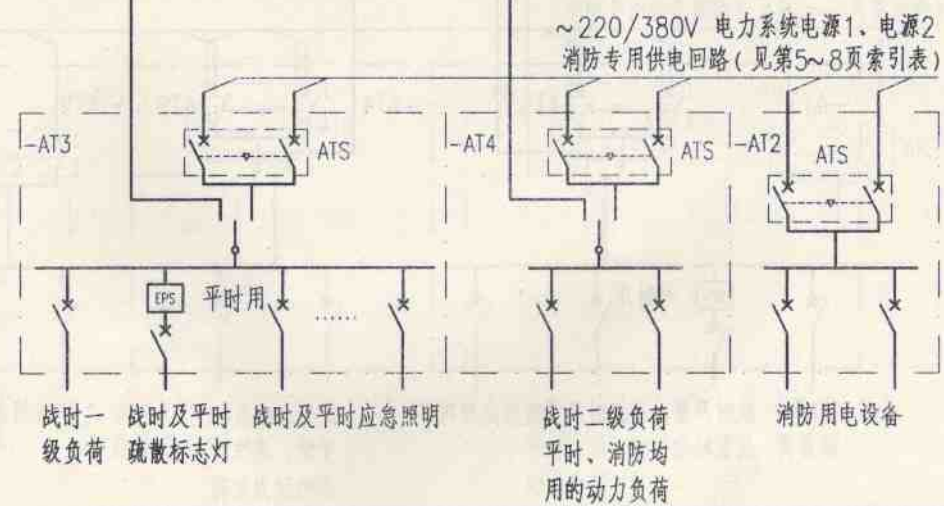 ~220/380V 电力系统电源1、电源2
消防专用供电回路(见第5~8页索引表)
-AT3
ATS
-AT4
ATS
-AT2
ATS
EPS
平时用
......
战时一
级负荷
战时及平时
疏散标志灯
战时及平时应急照明
战时二级负荷
平时、消防均
用的动力负荷
消防用电设备